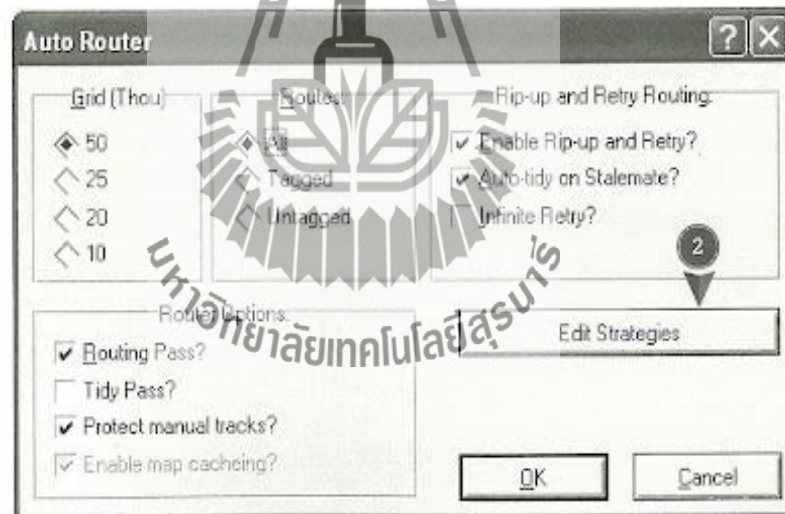 Auto Router
Grid (Thou)
50
25
20
10
Routes:
All
Tagged
Untagged
Rip-up and Retry Routing:
Enable Rip-up and Retry?
Auto-tidy on Stalemate?
Infinite Retry?
2
Edit Strategies
Router Options:
Routing Pass?
Tidy Pass?
Protect manual tracks?
Enable map cacheing?
OK
Cancel
มหาวิทยาลัยเทคโนโลยีสุรนารี